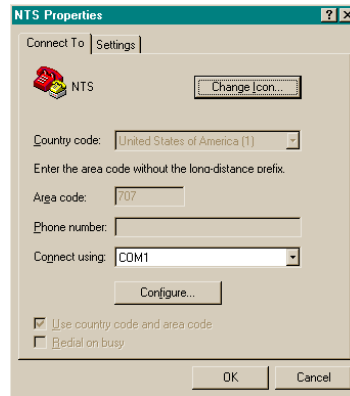 NTS Properties
Connect To Settings
NTS Change Icon...
Country code: United States of America (1)
Enter the area code without the long-distance prefix.
Area code: 707
Phone number:
Connect using: COM1
Configure...
Use country code and area code
Redial on busy
OK Cancel